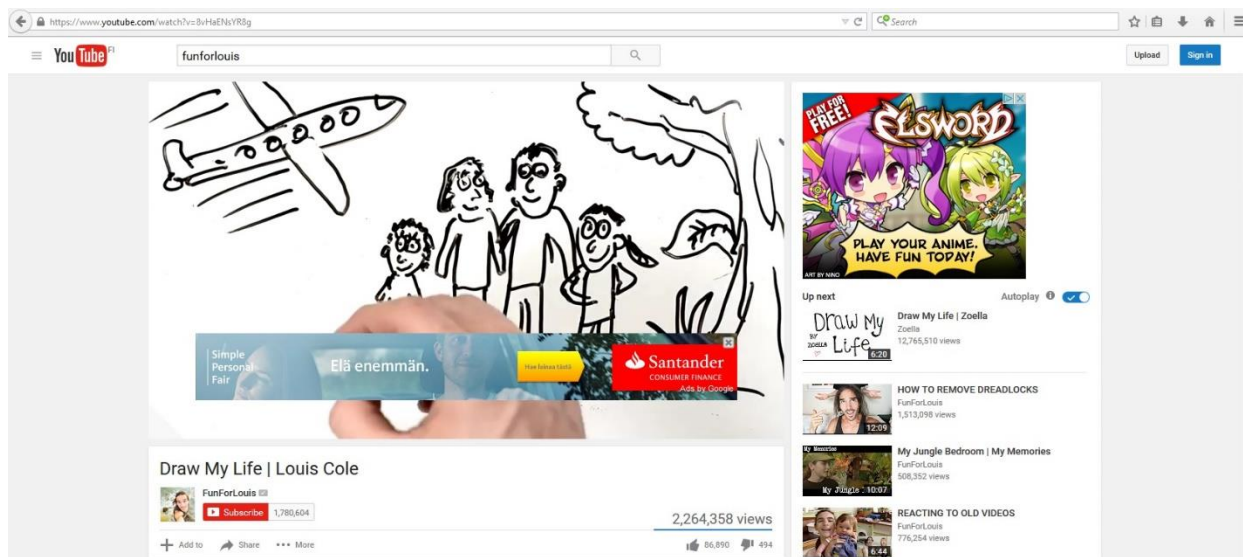 https://www.youtube.com/watch?v=8vHaENsYR8g
Search
YouTube FI
funforlouis
Upload
Sign in
PLAY FOR FREE!
ELSWORD
PLAY YOUR ANIME.
HAVE FUN TODAY!
ART BY NINO
Simple
Personal
Fair
Elä enemmän.
Hae lainaa tästä
Santander
CONSUMER FINANCE
Ads by Google
Up next
Autoplay
DRAW MY
BY
ZOELLA
LiFE
6:20
Draw My Life | Zoella
Zoella
12,765,510 views
12:09
HOW TO REMOVE DREADLOCKS
FunForLouis
1,513,098 views
My Memories
My Jungle
10:07
My Jungle Bedroom | My Memories
FunForLouis
508,352 views
6:44
REACTING TO OLD VIDEOS
FunForLouis
776,254 views
Draw My Life | Louis Cole
FunForLouis
Subscribe 1,780,604
2,264,358 views
Add to Share More
86,890 494